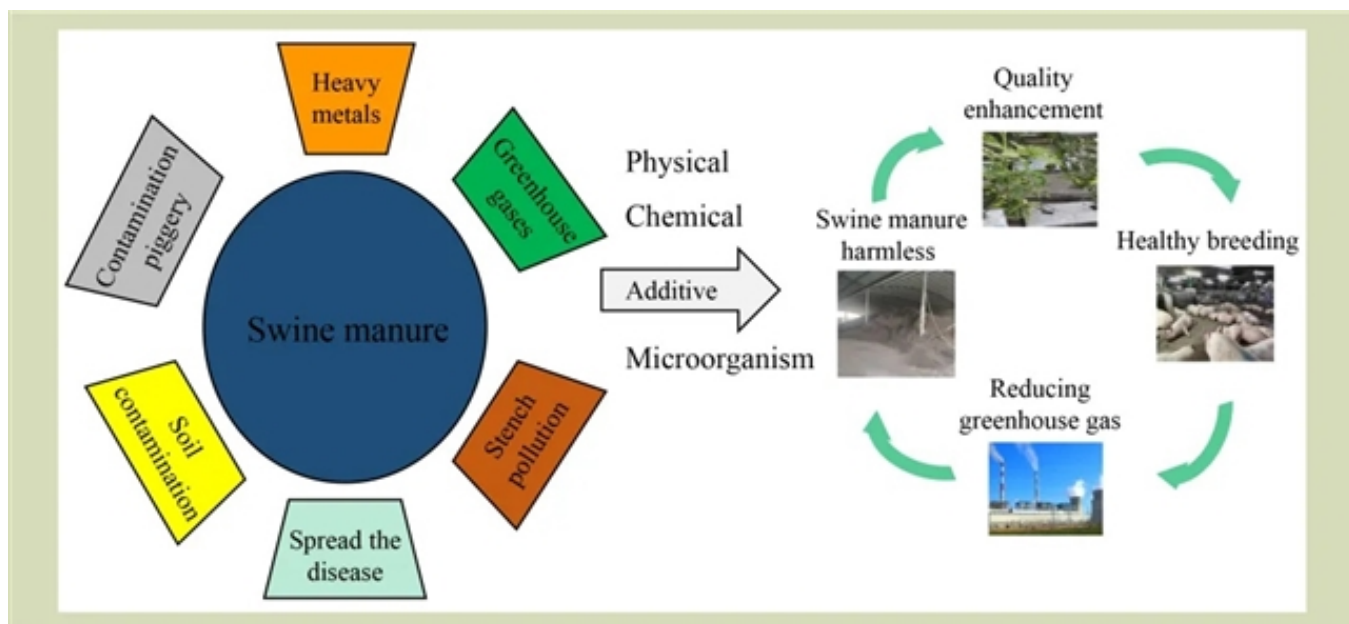 Heavy
metals
Greenhouse
gases
Contamination
piggery
Swine manure
Soil
contamination
Stench
pollution
Spread the
disease
Physical
Chemical
Additive
Microorganism
Quality
enhancement
Swine manure
harmless
Healthy breeding
Reducing
greenhouse gas